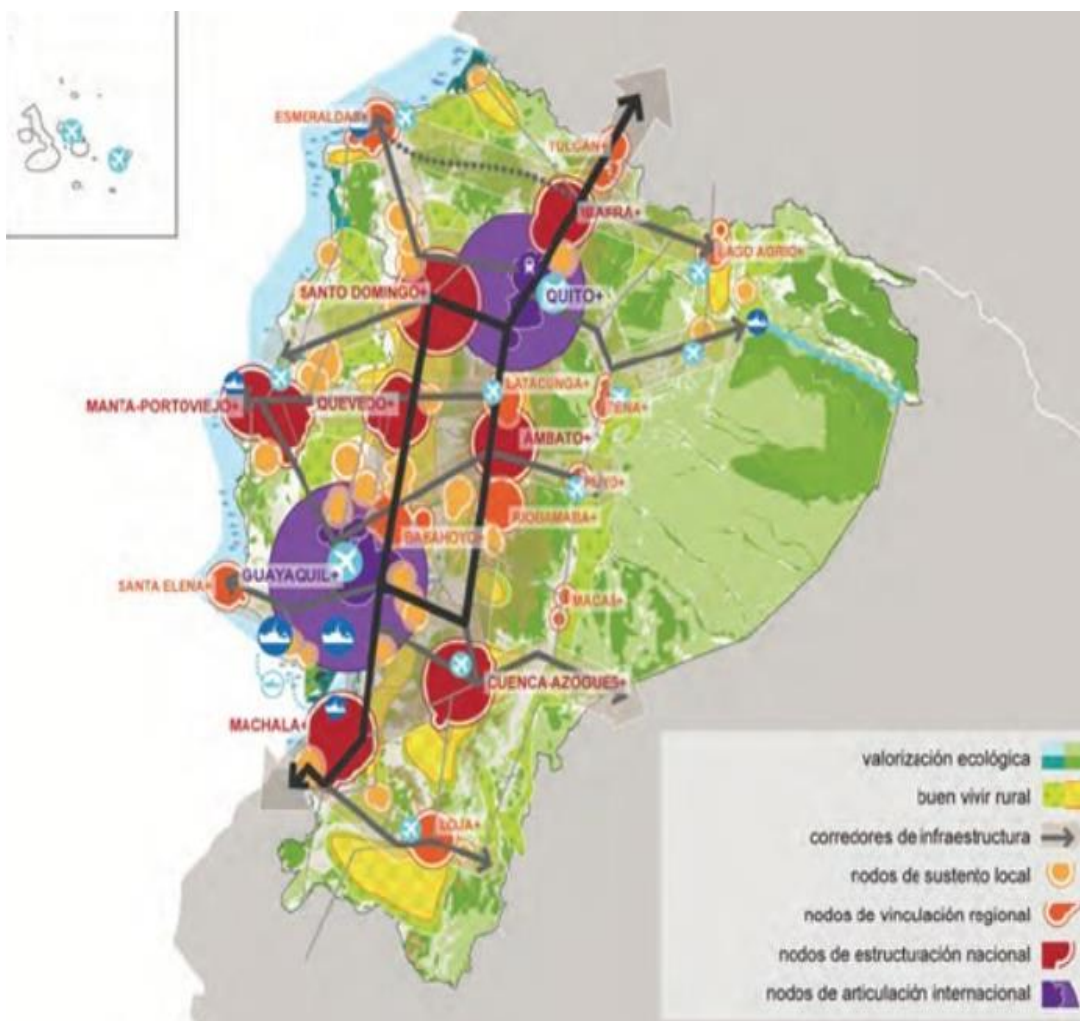 ESMERALDAS+
TULCAN+
IBARRA+
LAGO AGRIO+
SANTO DOMINGO+
QUITO+
LATACUNGA+
MANTA-PORTOVIEJO+
QUEVEDO+
TENA+
AMBATO+
PUYO+
RIOBAMABA+
BABAHOYO+
SANTA ELENA+
GUAYAQUIL+
MACAS+
CUENCA-AZOGUES+
MACHALA+
LOJA+
valorización ecológica
buen vivir rural
corredores de infraestructura
nodos de sustento local
nodos de vinculación regional
nodos de estructuración nacional
nodos de articulación internacional